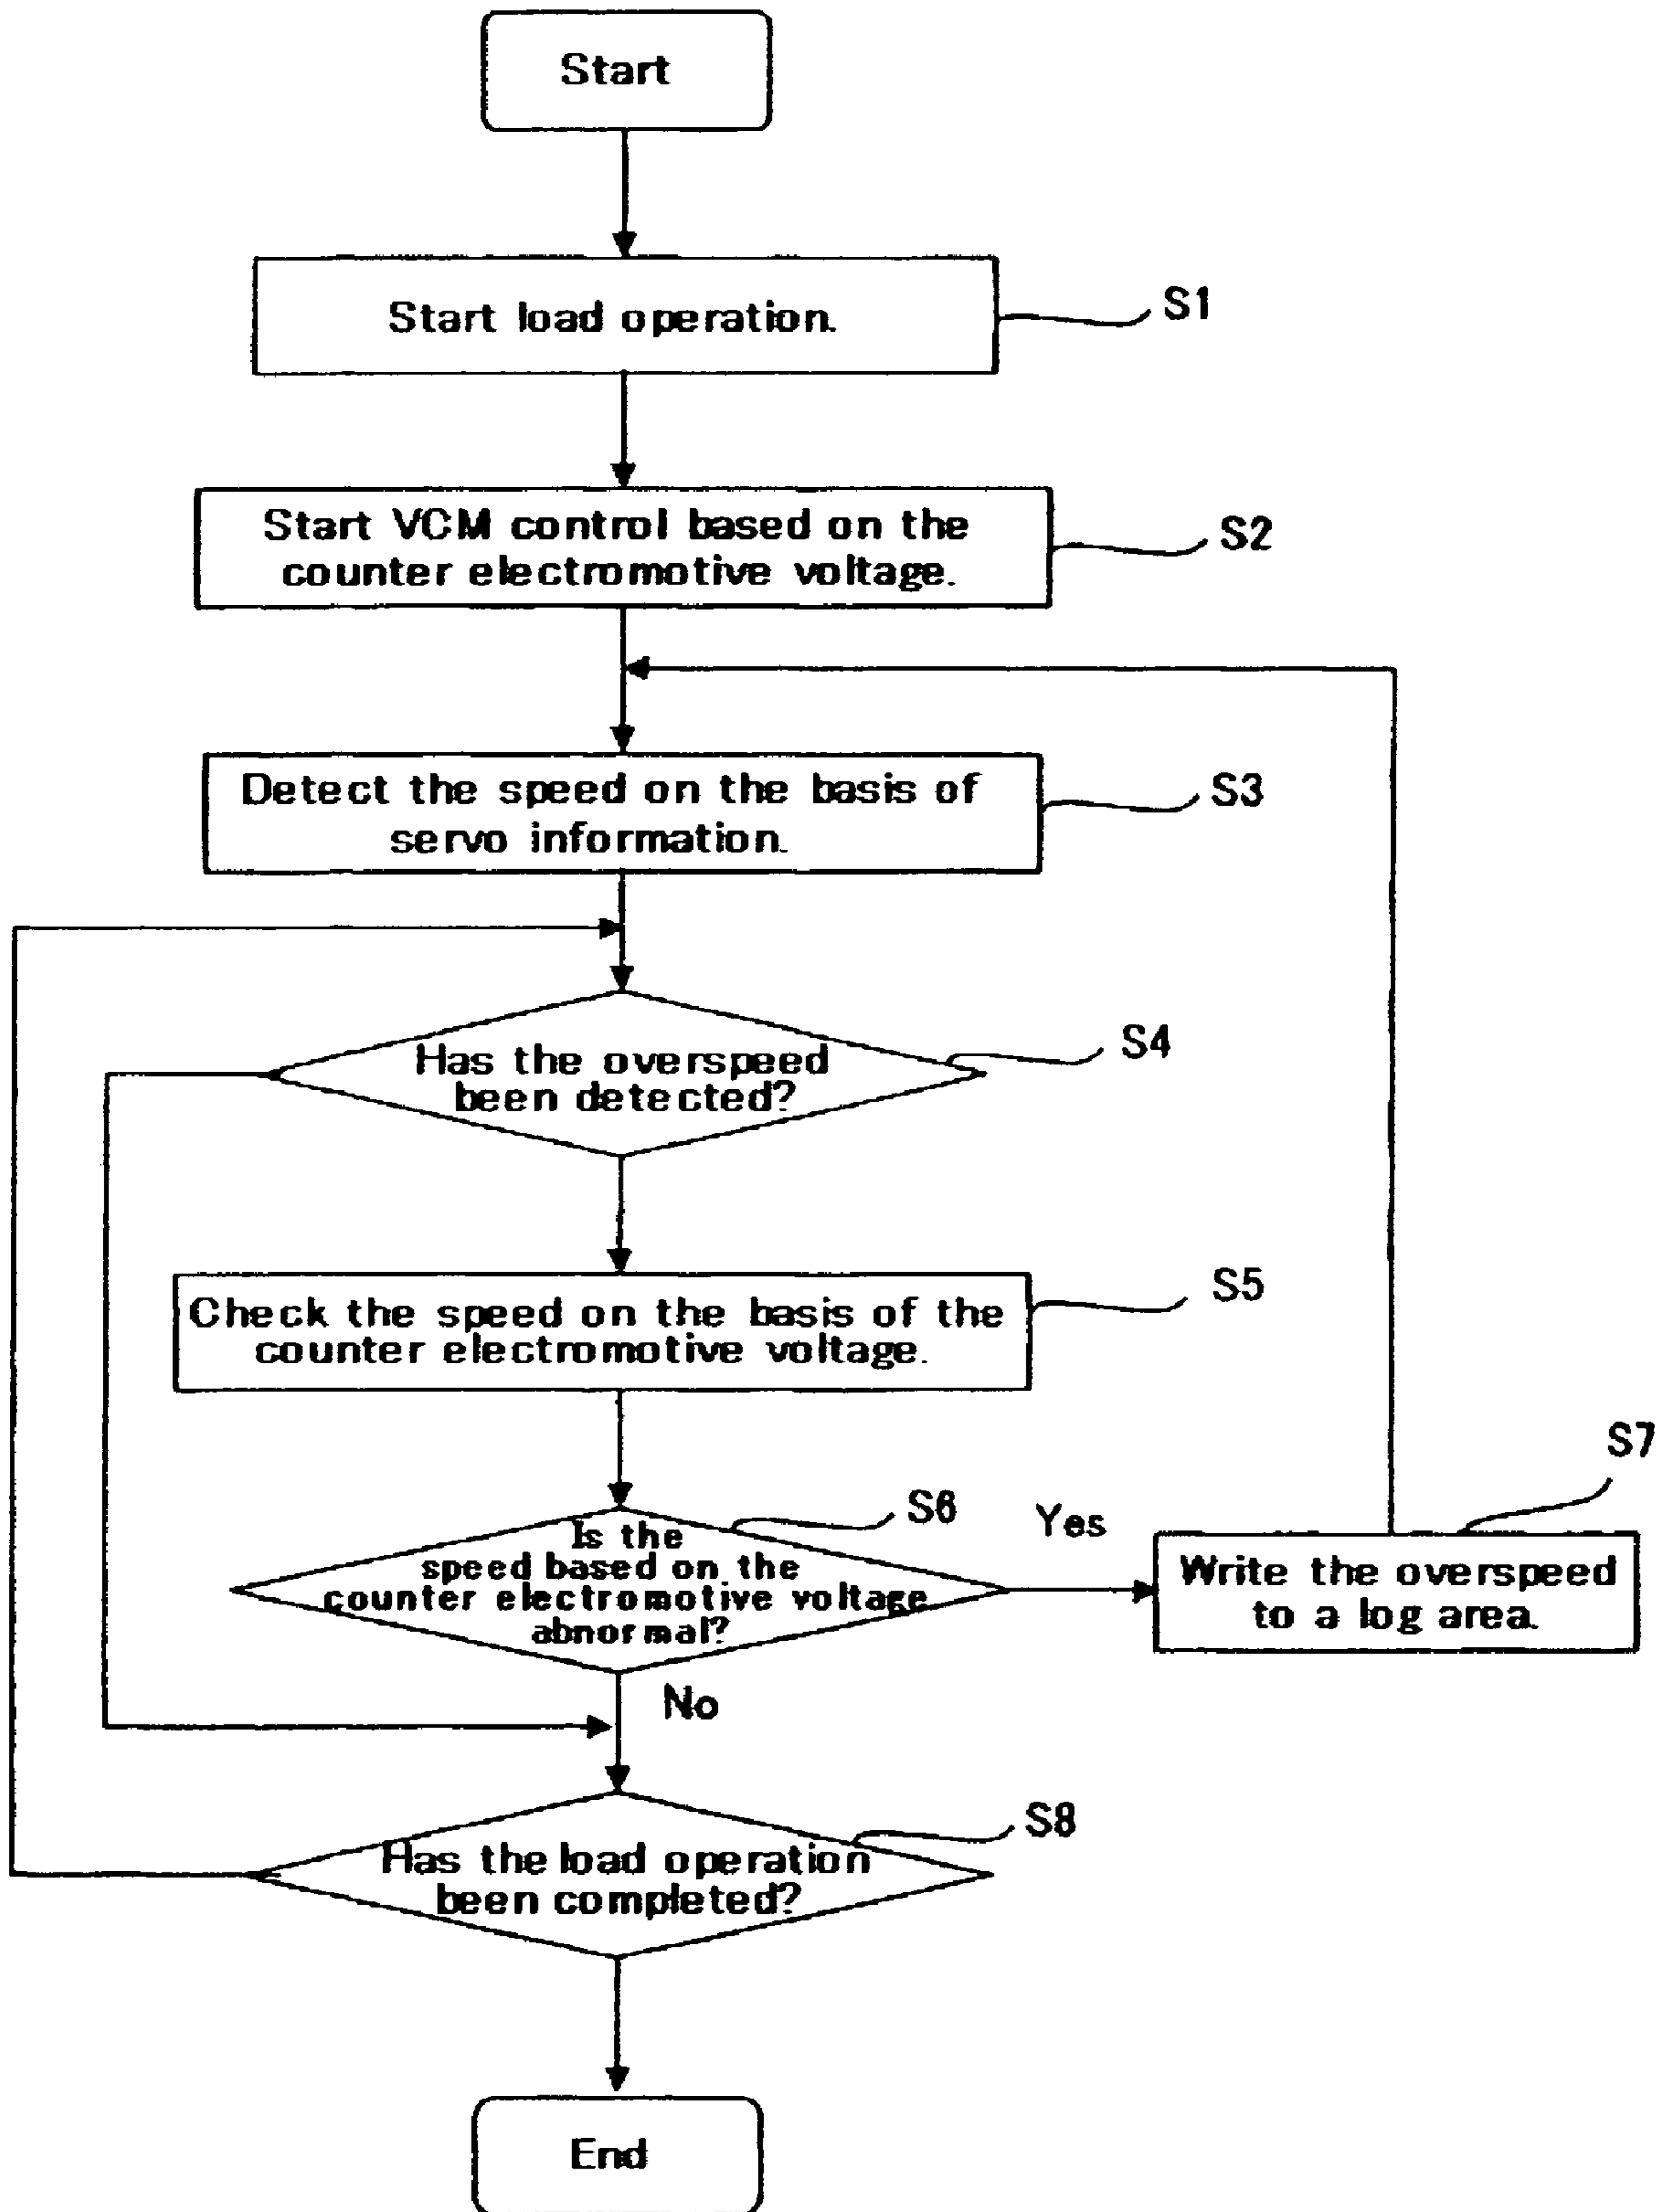 Start
Start load operation.
S1
Start VCM control based on the
counter electromotive voltage.
S2
Detect the speed on the basis of
servo information.
S3
Has the overspeed
been detected?
S4
Check the speed on the basis of the
counter electromotive voltage.
S5
Is the
speed based on the
counter electromotive voltage
abnormal?
S6
Yes
S7
Write the overspeed
to a log area.
No
Has the load operation
been completed?
S8
End